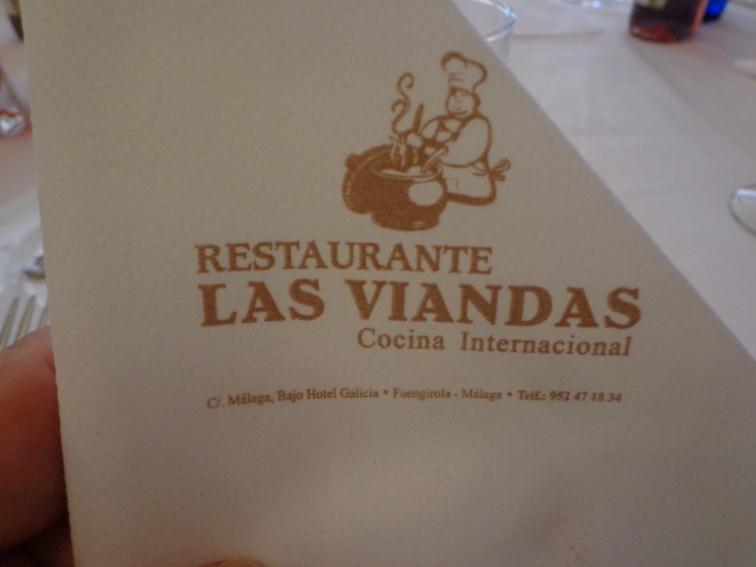 RESTAURANTE
LAS VIANDAS
Cocina Internacional
C/. Málaga, Bajo Hotel Galicia • Fuengirola - Málaga • Telf.: 952 47 18 34